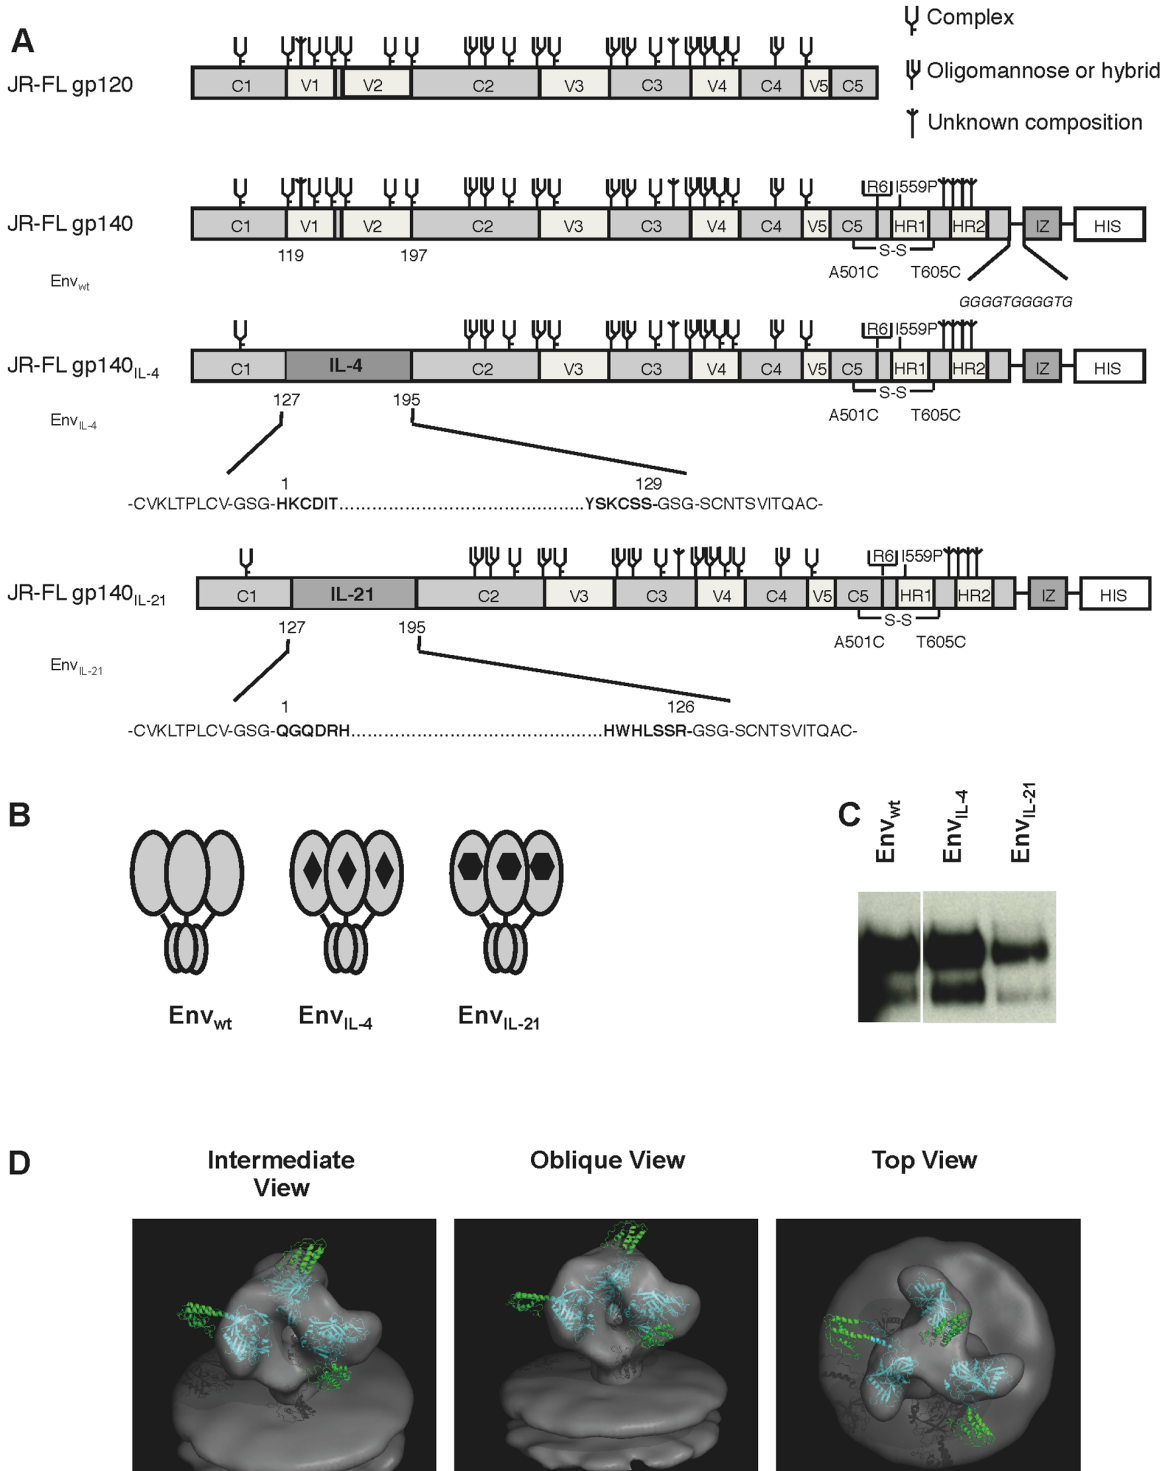 A
Complex
Oligomannose or hybrid
Unknown composition
JR-FL gp120
C1 V1 V2 C2 V3 C3 V4 C4 V5 C5
R6 I559P
JR-FL gp140
C1 V1 V2 C2 V3 C3 V4 C4 V5 C5 HR1 HR2 IZ HIS
119 197 S-S
A501C T605C
Envwt
GGGGTGGGGTG
R6 I559P
JR-FL gp140IL-4
C1 IL-4 C2 V3 C3 V4 C4 V5 C5 HR1 HR2 IZ HIS
S-S
127 195
A501C T605C
EnvIL-4
1 129
-CVKLTPLCV-GSG-HKCDIT................................................YSKCSS-GSG-SCNTSVITQAC-
R6 I559P
JR-FL gp140IL-21
C1 IL-21 C2 V3 C3 V4 C4 V5 C5 HR1 HR2 IZ HIS
S-S
127 195
A501C T605C
EnvIL-21
1 126
-CVKLTPLCV-GSG-QGQDRH..................................................HWHLSSR-GSG-SCNTSVITQAC-
B
Envwt EnvIL-4 EnvIL-21
C
Envwt EnvIL-4 EnvIL-21
D
Intermediate
View
Oblique View
Top View